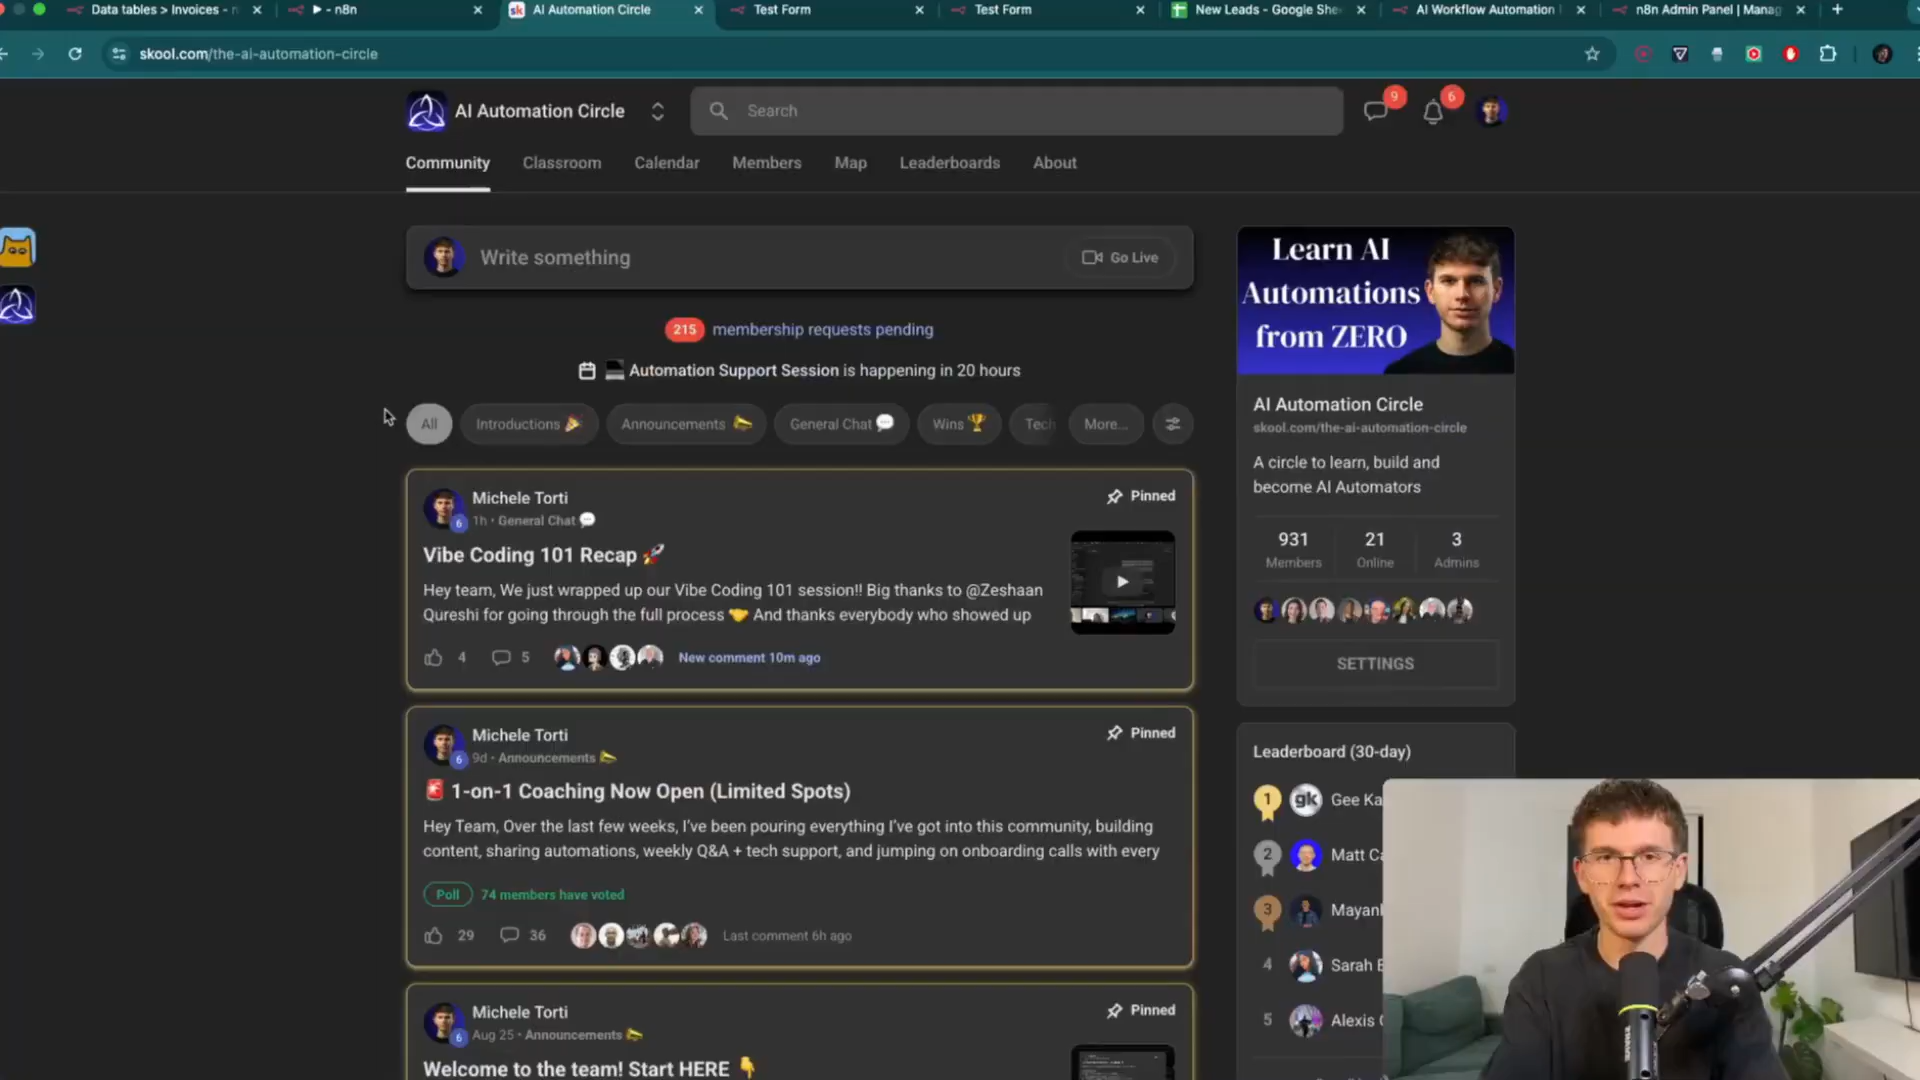 Data tables > Invoices -
- n8n
AI Automation Circle
Test Form
Test Form
New Leads - Google She
AI Workflow Automation
n8n Admin Panel | Manag
skool.com/the-ai-automation-circle
AI Automation Circle
Search
9
6
Community
Classroom
Calendar
Members
Map
Leaderboards
About
Write something
Go Live
215 membership requests pending
Automation Support Session is happening in 20 hours
All
Introductions
Announcements
General Chat
Wins
Tech
More...
Michele Torti
6
1h • General Chat
Pinned
Vibe Coding 101 Recap
Hey team, We just wrapped up our Vibe Coding 101 session!! Big thanks to @Zeshaan
Qureshi for going through the full process 🤝 And thanks everybody who showed up
4
5
New comment 10m ago
Michele Torti
6
9d • Announcements
Pinned
1-on-1 Coaching Now Open (Limited Spots)
Hey Team, Over the last few weeks, I've been pouring everything I've got into this community, building
content, sharing automations, weekly Q&A + tech support, and jumping on onboarding calls with every
Poll
74 members have voted
29
36
Last comment 6h ago
Michele Torti
6
Aug 25 • Announcements
Pinned
Welcome to the team! Start HERE
Learn AI
Automations
from ZERO
AI Automation Circle
skool.com/the-ai-automation-circle
A circle to learn, build and
become AI Automators
931
Members
21
Online
3
Admins
SETTINGS
Leaderboard (30-day)
1
gk
Gee Ka
2
Matt Ca
3
Mayank
4
Sarah E
5
Alexis